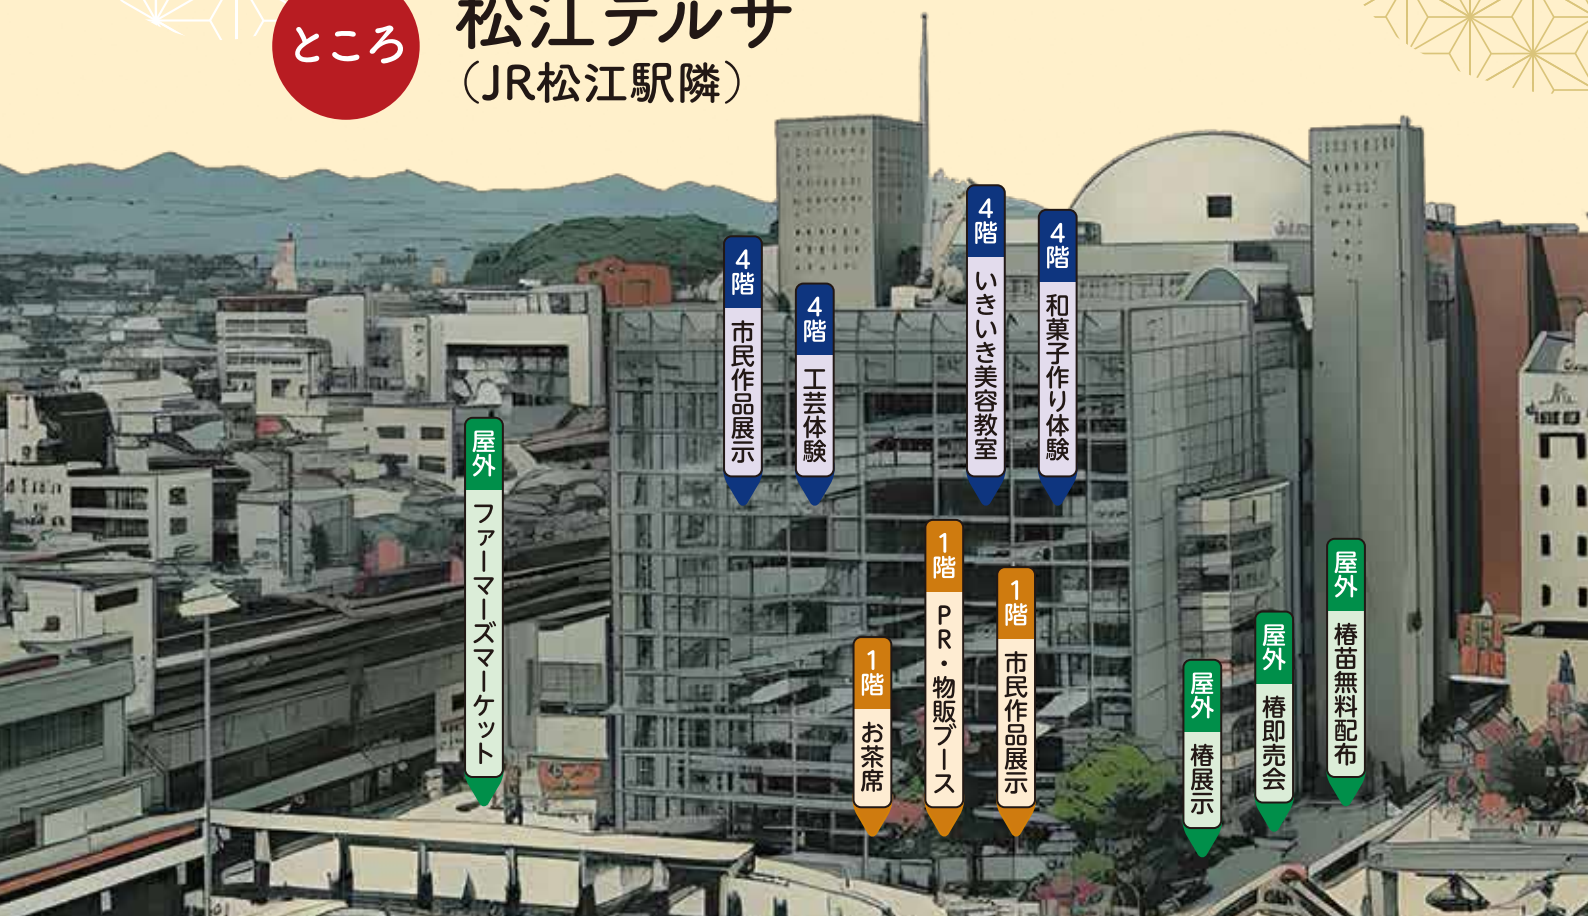 ところ
松江テルサ
（JR松江駅隣）
4階 市民作品展示
4階 工芸体験
4階 いきいき美容教室
4階 和菓子作り体験
屋外 ファーマーズマーケット
1階 お茶席
1階 PR・物販ブース
1階 市民作品展示
屋外 椿展示
屋外 椿即売会
屋外 椿苗無料配布